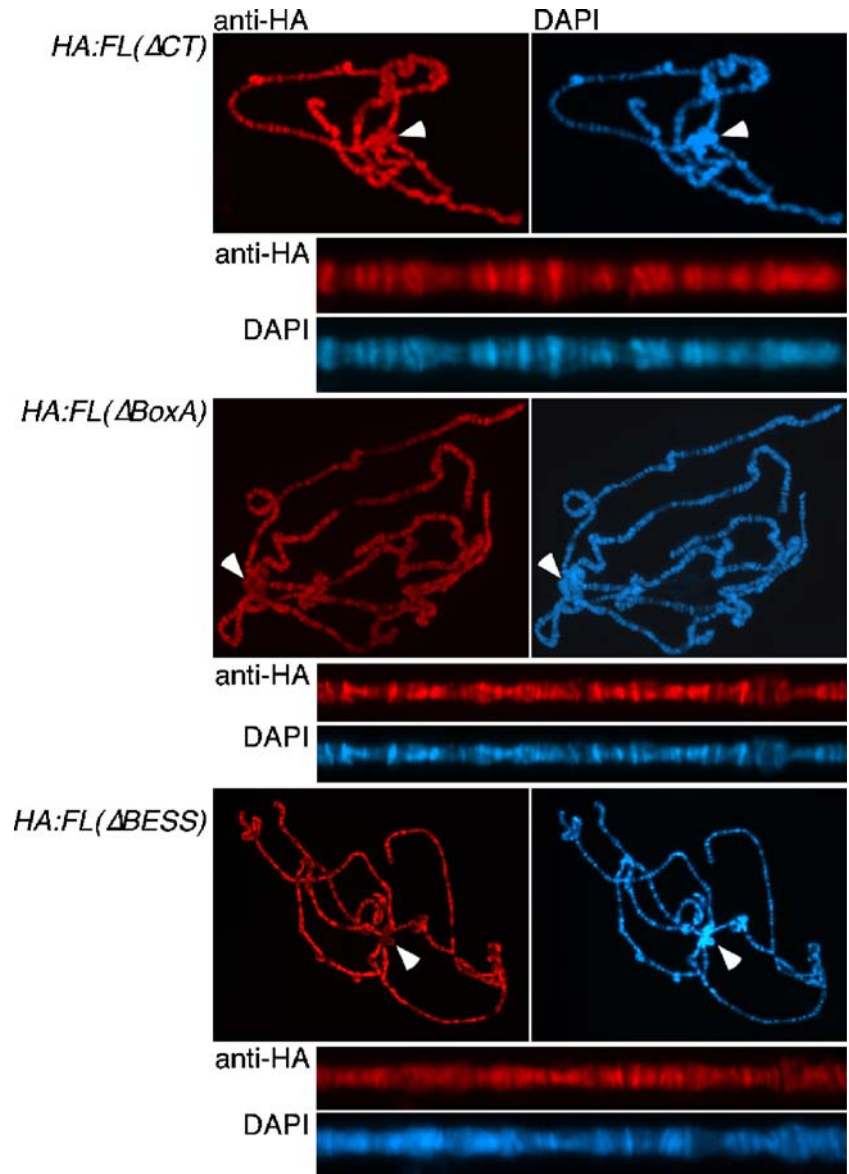 anti-HA DAPI
HA:FL(ΔCT)
anti-HA
DAPI
HA:FL(ΔBoxA)
anti-HA
DAPI
HA:FL(ΔBESS)
anti-HA
DAPI